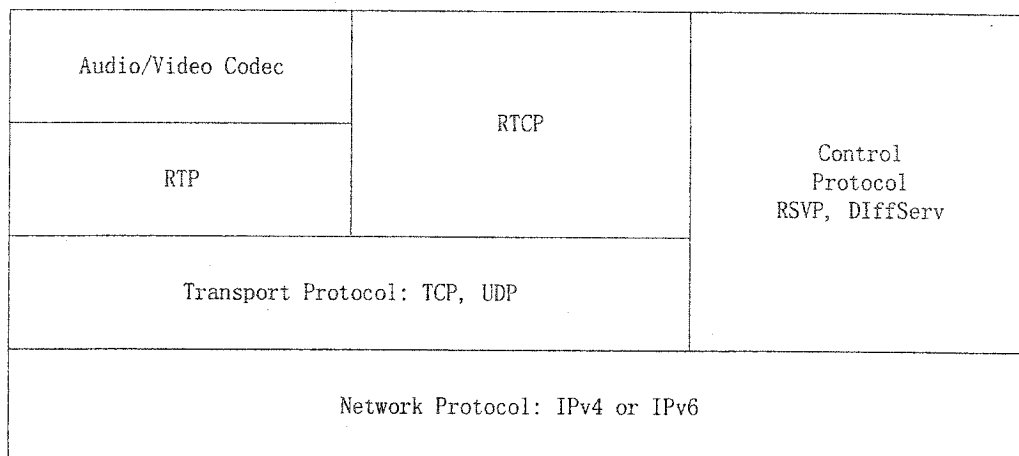 Audio/Video Codec
RTP
RTCP
Control
Protocol
RSVP, DIffServ
Transport Protocol: TCP, UDP
Network Protocol: IPv4 or IPv6